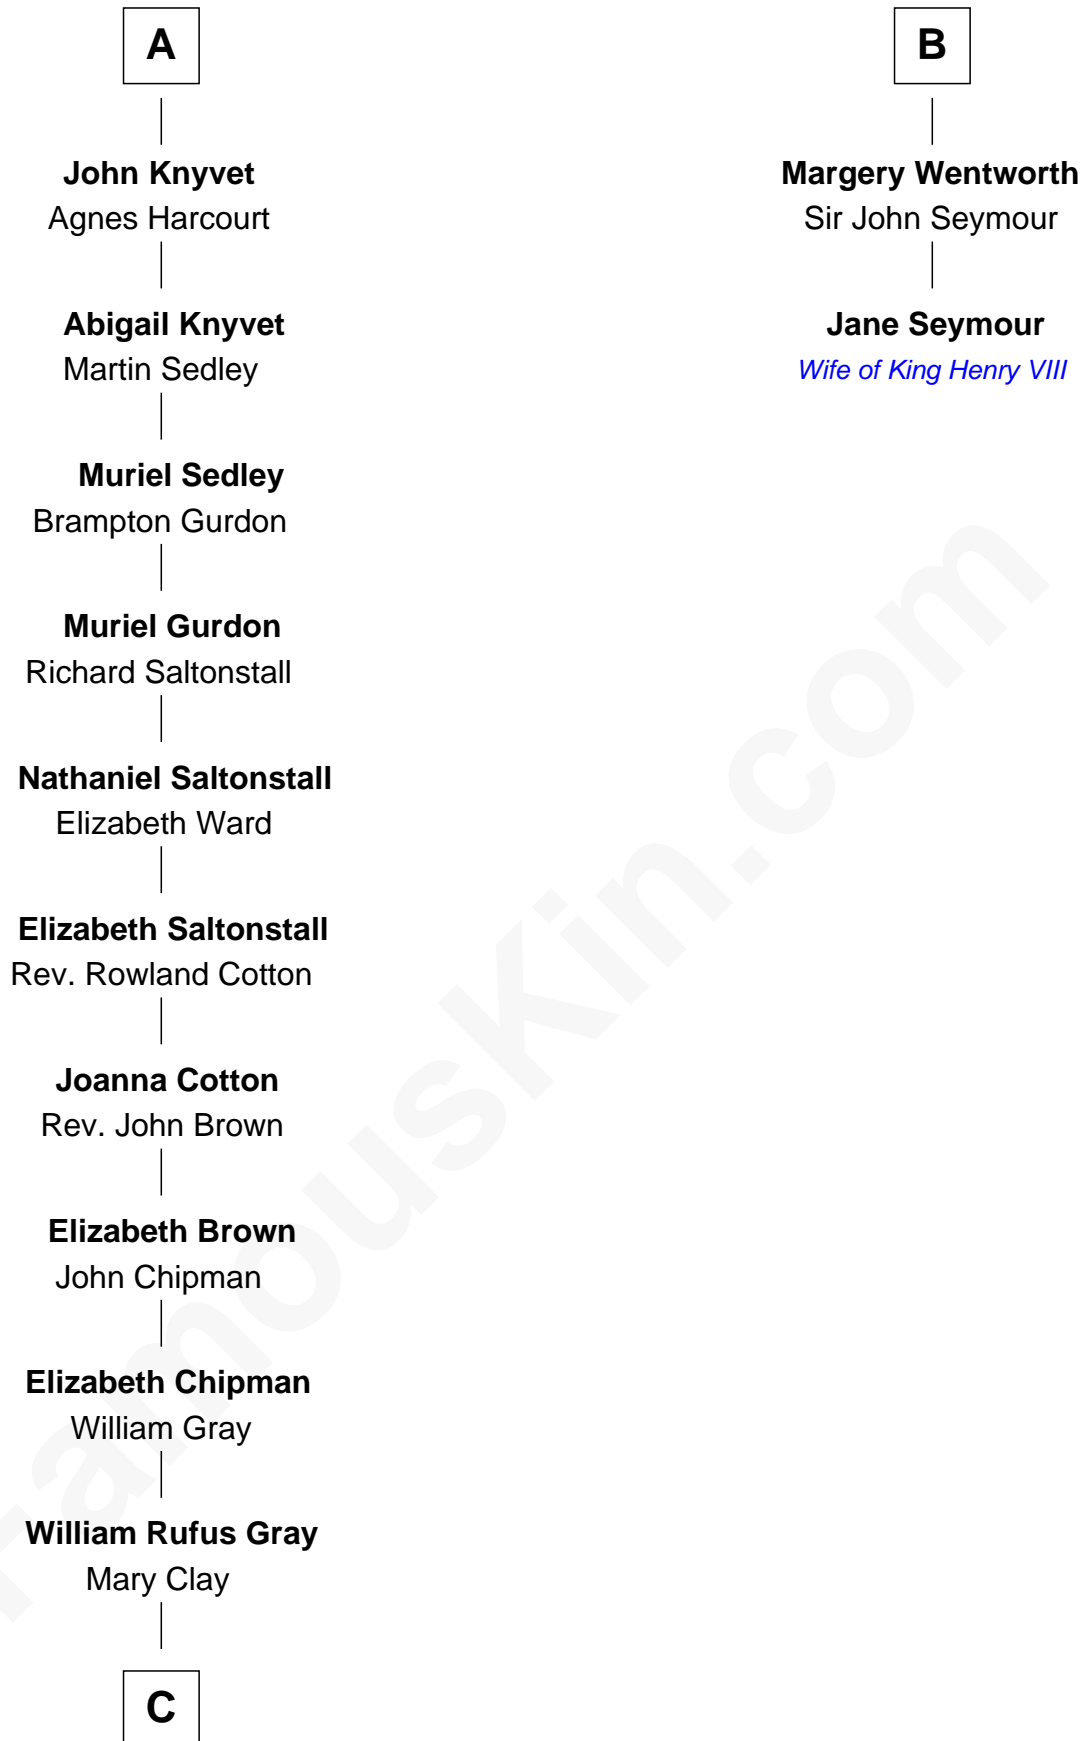 A
John Knyvet
Agnes Harcourt
Abigail Knyvet
Martin Sedley
Muriel Sedley
Brampton Gurdon
Muriel Gurdon
Richard Saltonstall
Nathaniel Saltonstall
Elizabeth Ward
Elizabeth Saltonstall
Rev. Rowland Cotton
Joanna Cotton
Rev. John Brown
Elizabeth Brown
John Chipman
Elizabeth Chipman
William Gray
William Rufus Gray
Mary Clay
C
B
Margery Wentworth
Sir John Seymour
Jane Seymour
Wife of King Henry VIII
FamousKin.com